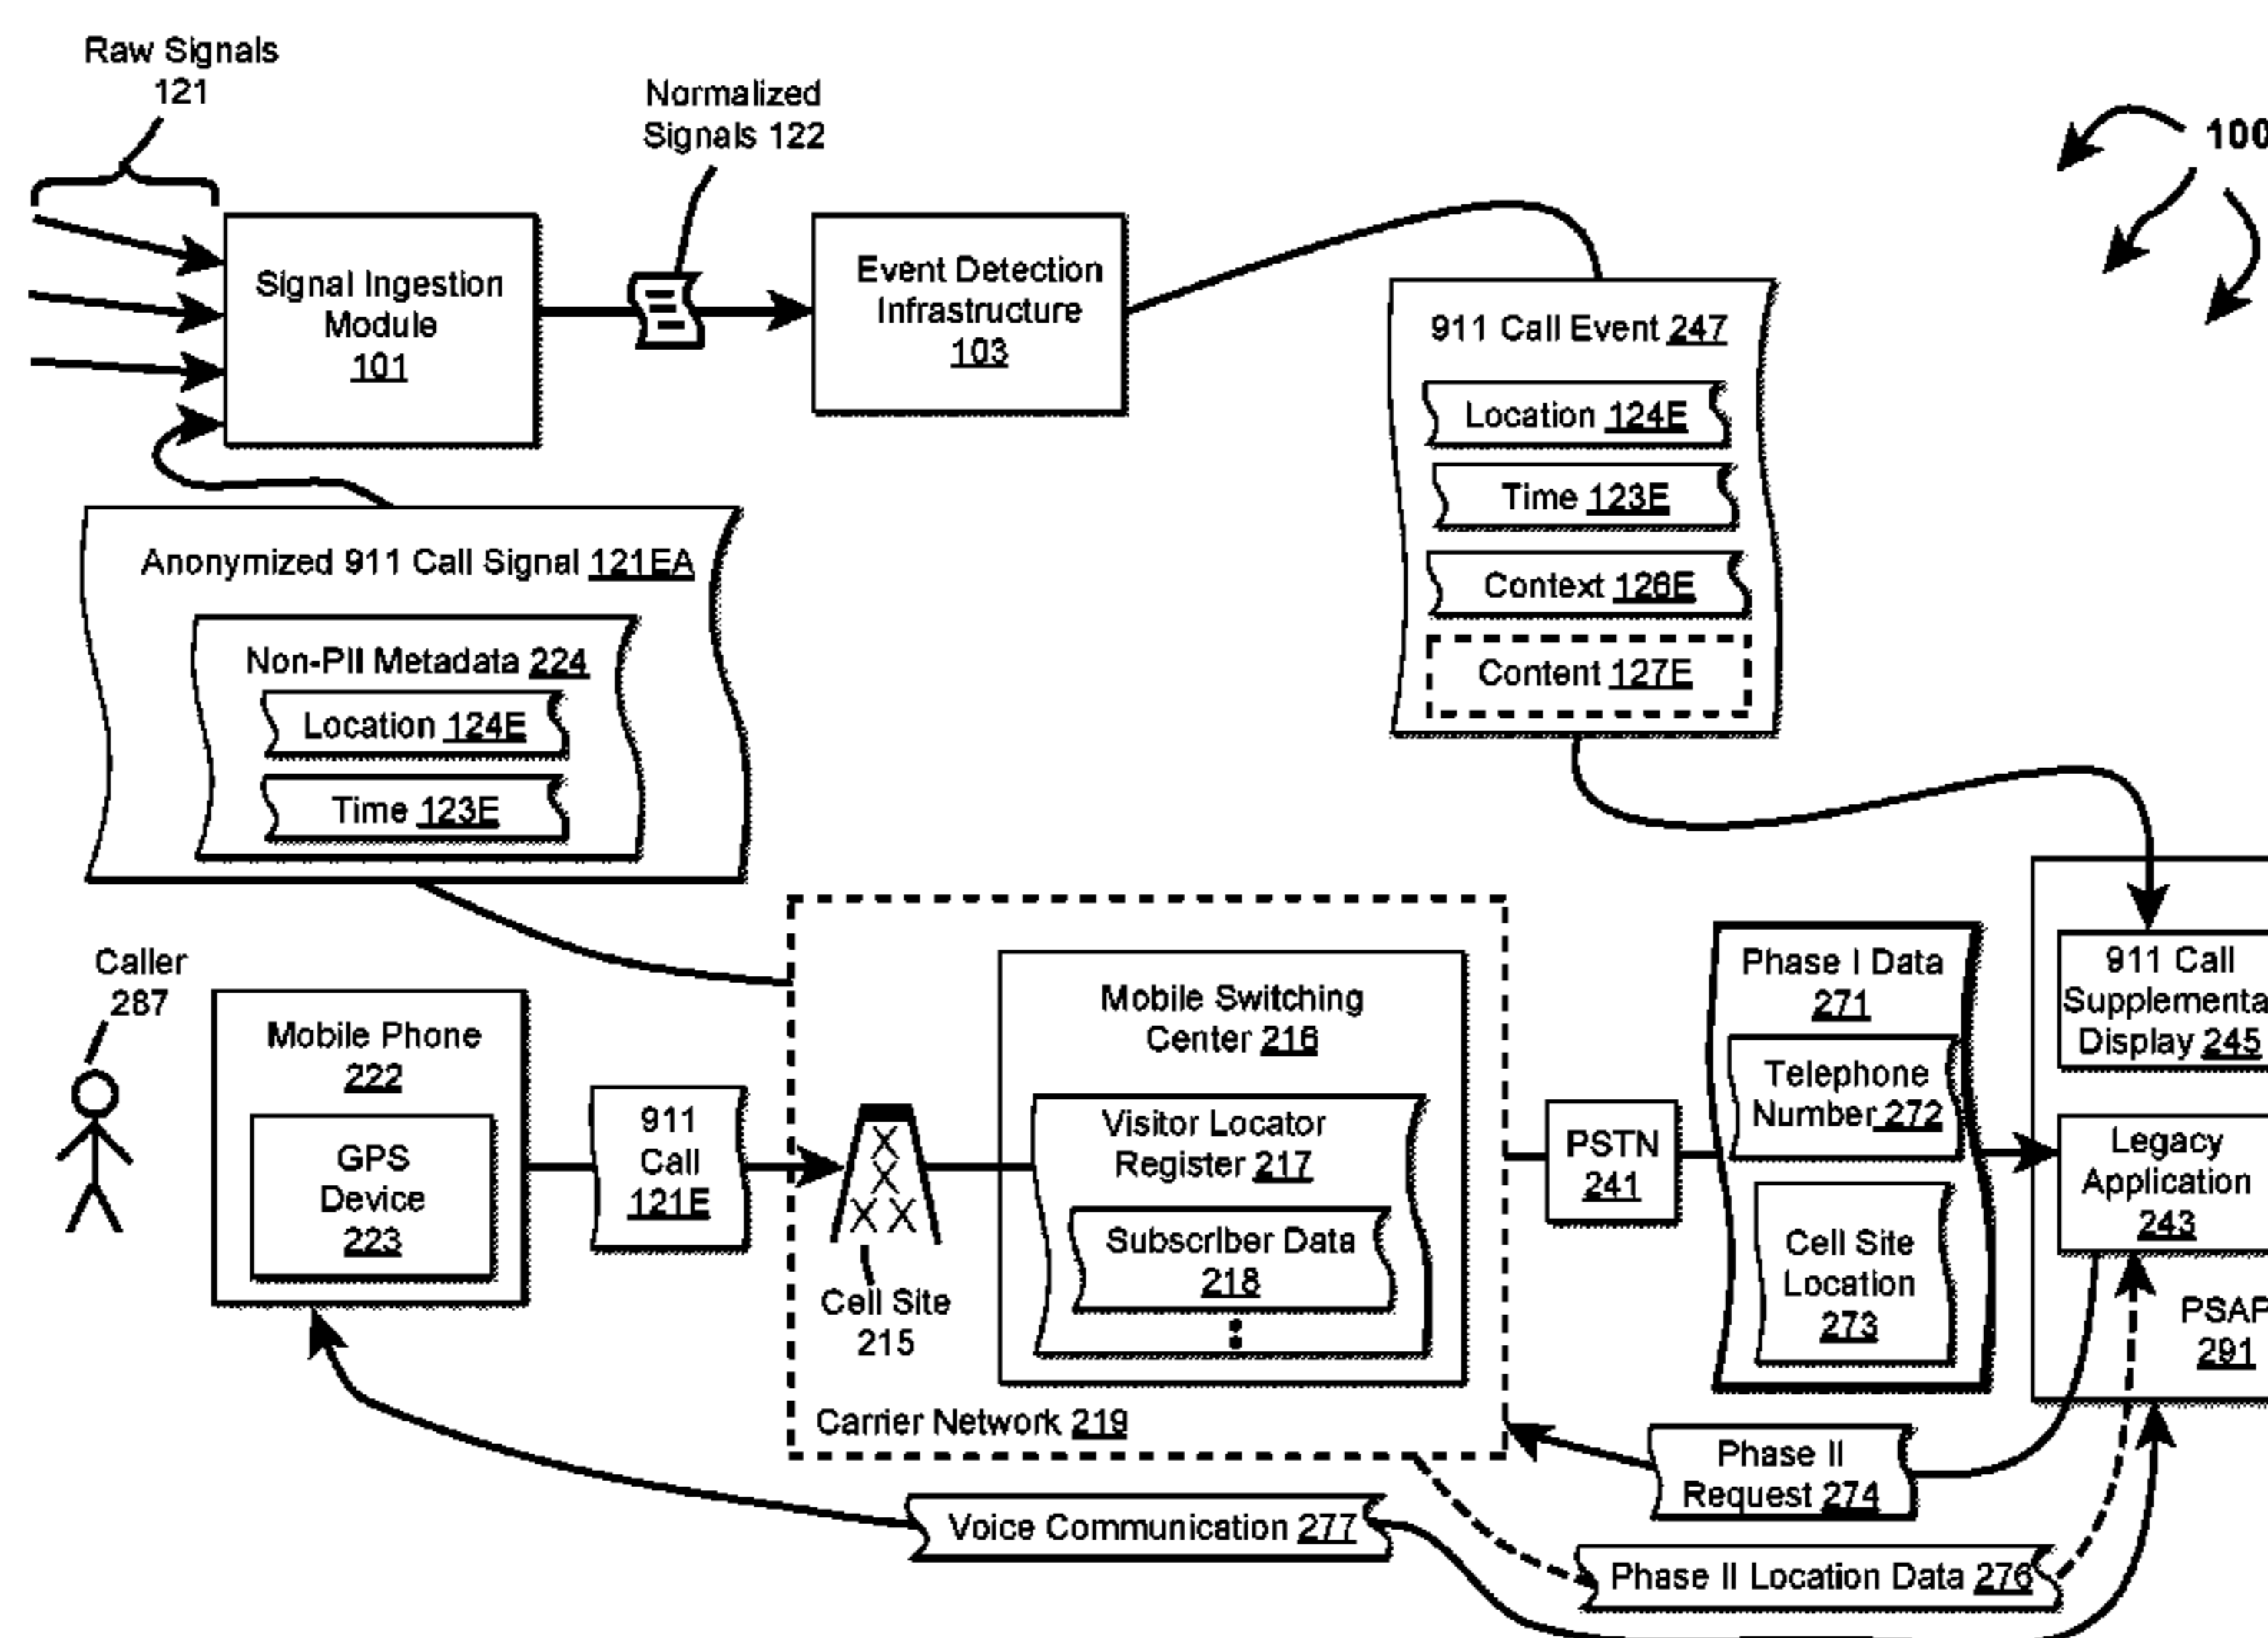 Raw Signals
121
Normalized
Signals 122
100
Signal Ingestion
Module
101
Event Detection
Infrastructure
103
911 Call Event 247
Location 124E
Time 123E
Context 126E
Content 127E
Anonymized 911 Call Signal 121EA
Non-PII Metadata 224
Location 124E
Time 123E
Caller
287
Mobile Phone
222
GPS
Device
223
911
Call
121E
Cell Site
215
Mobile Switching
Center 216
Visitor Locator
Register 217
Subscriber Data
218
Carrier Network 219
PSTN
241
Phase I Data
271
Telephone
Number 272
Cell Site
Location
273
911 Call
Supplementa
Display 245
Legacy
Application
243
PSAP
291
Phase II
Request 274
Voice Communication 277
Phase II Location Data 276